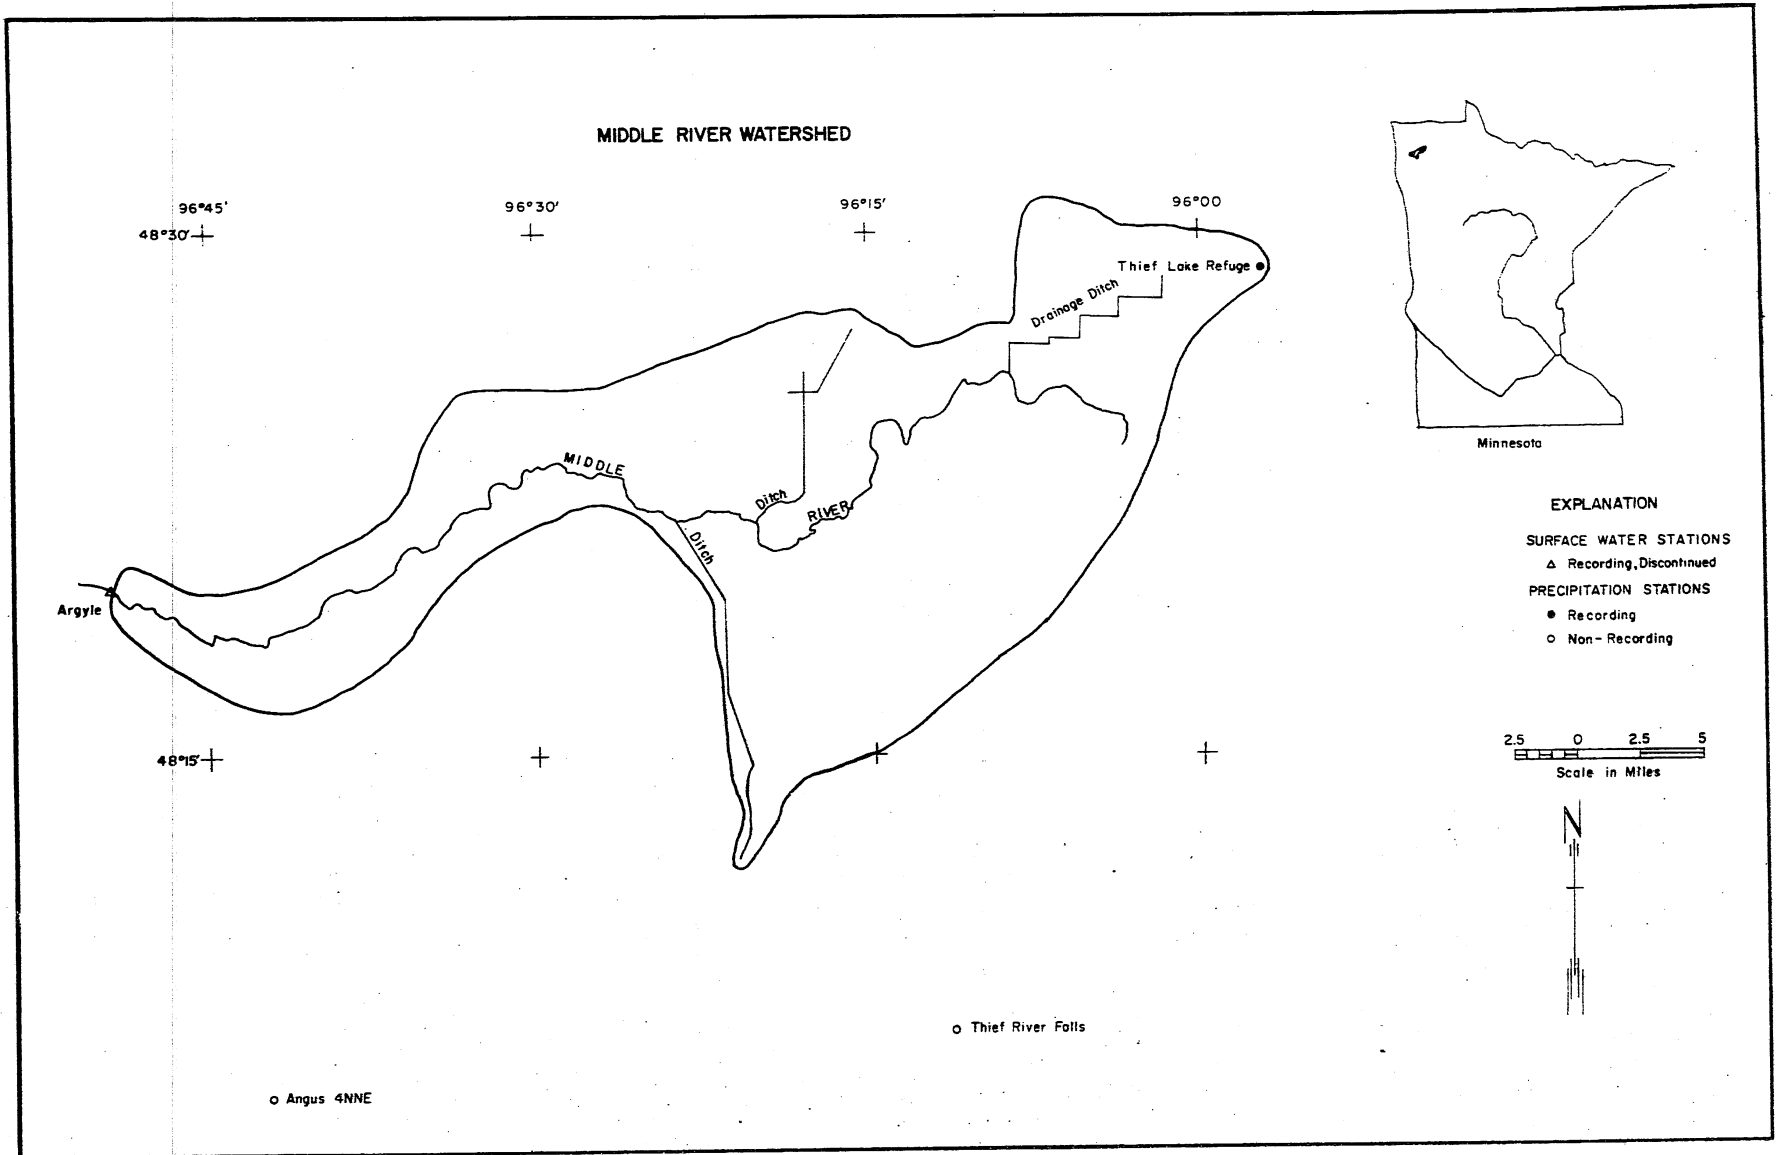 MIDDLE RIVER WATERSHED
96°45'
96°30'
96°15'
96°00
48°30'
Thief Lake Refuge
Drainage Ditch
Minnesota
MIDDLE
Ditch
RIVER
Ditch
Argyle
EXPLANATION
SURFACE WATER STATIONS
Recording, Discontinued
PRECIPITATION STATIONS
Recording
Non-Recording
48°15'
2.5 0 2.5 5
Scale in Miles
N
Thief River Falls
Angus 4NNE